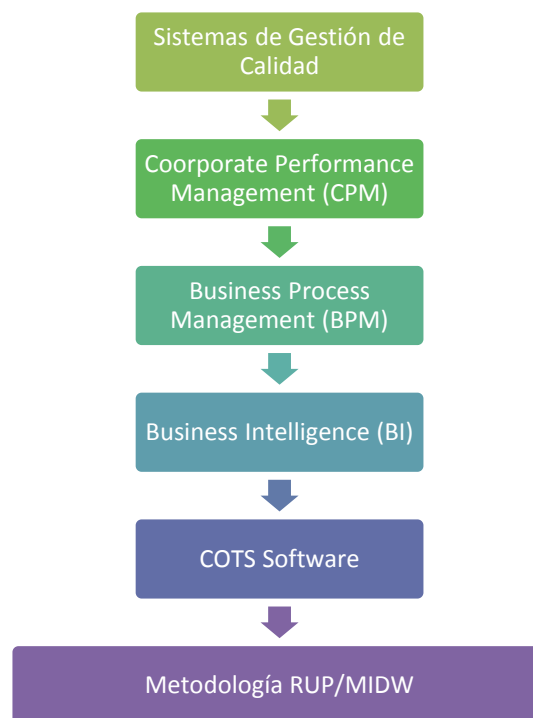 Sistemas de Gestión de
Calidad
Coorporate Performance
Management (CPM)
Business Process
Management (BPM)
Business Intelligence (BI)
COTS Software
Metodología RUP/MIDW